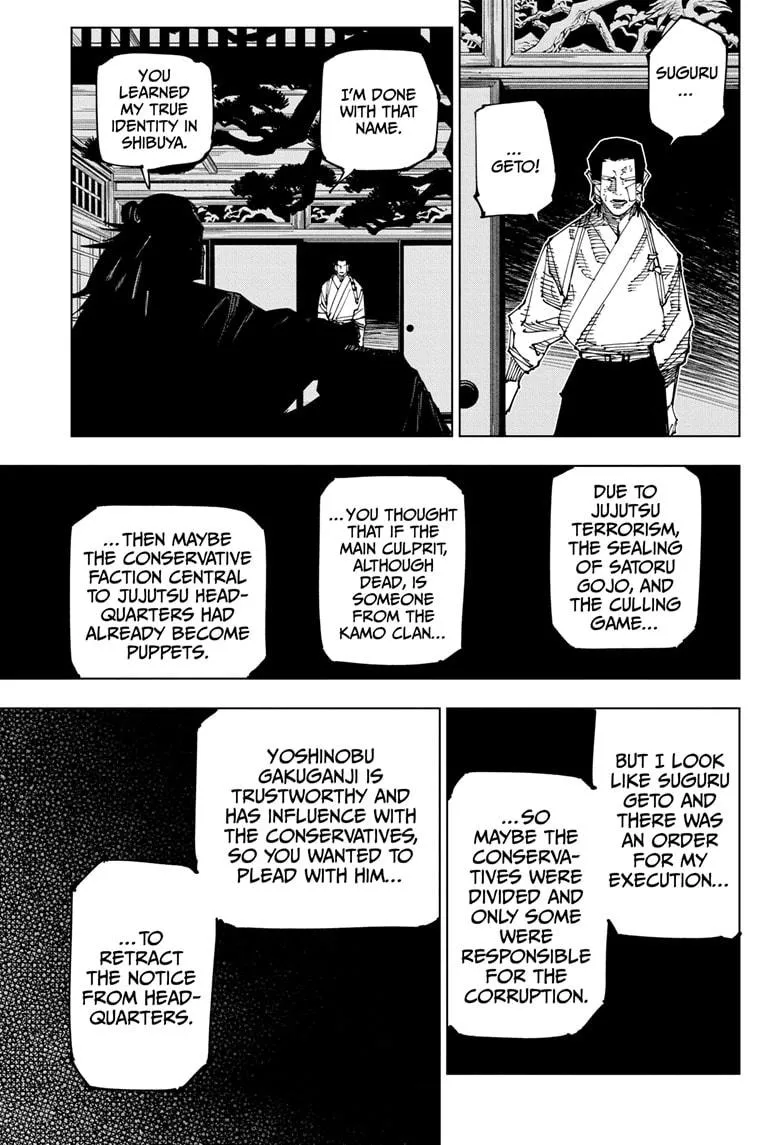 SUGURU
...
...
GETO!
I'M DONE
WITH THAT
NAME.
YOU
LEARNED
MY TRUE
IDENTITY IN
SHIBUYA.
DUE TO
JUJUTSU
TERRORISM,
THE SEALING
OF SATORU
GOJO, AND
THE CULLING
GAME...
...YOU THOUGHT
THAT IF THE
MAIN CULPRIT,
ALTHOUGH
DEAD, IS
SOMEONE
FROM THE
KAMO CLAN...
...THEN MAYBE
THE CONSERVATIVE
FACTION CENTRAL
TO JUJUTSU HEAD-
QUARTERS HAD
ALREADY BECOME
PUPPETS.
BUT I LOOK
LIKE SUGURU
GETO AND
THERE WAS
AN ORDER
FOR MY
EXECUTION...
...SO
MAYBE THE
CONSERVA-
TIVES WERE
DIVIDED AND
ONLY SOME
WERE
RESPONSIBLE
FOR THE
CORRUPTION.
YOSHINOBU
GAKUGANJI IS
TRUSTWORTHY AND
HAS INFLUENCE WITH
THE CONSERVATIVES,
SO YOU WANTED TO
PLEAD WITH HIM...
...TO
RETRACT
THE NOTICE
FROM HEAD-
QUARTERS.